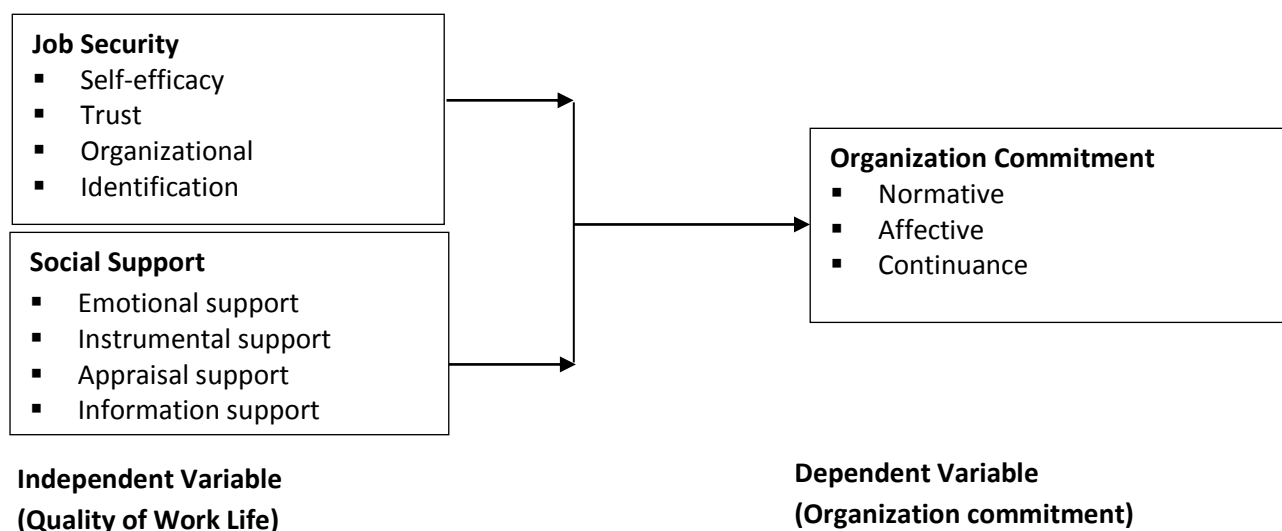 Job Security
▪ Self-efficacy
▪ Trust
▪ Organizational
▪ Identification
Social Support
▪ Emotional support
▪ Instrumental support
▪ Appraisal support
▪ Information support
Organization Commitment
▪ Normative
▪ Affective
▪ Continuance
Independent Variable
(Quality of Work Life)
Dependent Variable
(Organization commitment)